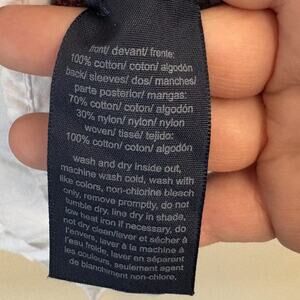 front/ devant/ frente:
100% cotton/ coton/ algodón
back/ sleeves/ dos/ manches/
parte posterior/ mangas:
70% cotton/ coton/ algodón
30% nylon/ nylon/ nylon
woven/ tissé/ tejido:
100% cotton/ coton/ algodón
wash and dry inside out,
machine wash cold, wash with
like colors, non-chlorine bleach
only, remove promptly, do not
tumble dry, line dry in shade,
low heat iron if necessary, do
not dry clean/laver et sécher à
l'envers, laver à la machine à
l'eau froide, laver en séparant
les couleurs, seulement agent
de blanchiment non chloré,